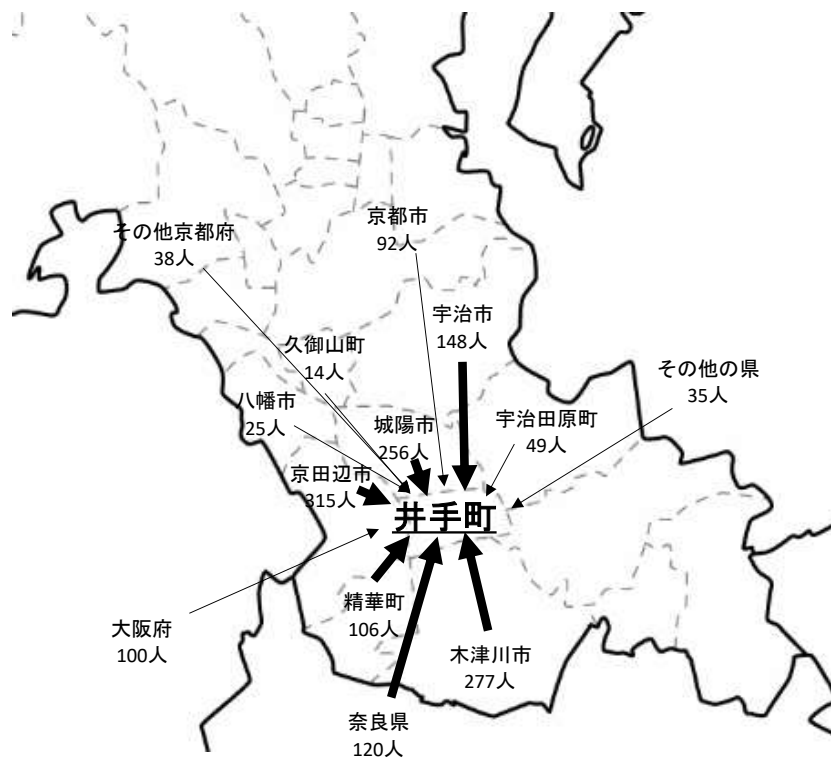 京都市
92人
その他京都府
38人
宇治市
148人
久御山町
14人
その他の県
35人
八幡市
25人
城陽市
256人
宇治田原町
49人
京田辺市
315人
井手町
精華町
106人
大阪府
100人
木津川市
277人
奈良県
120人